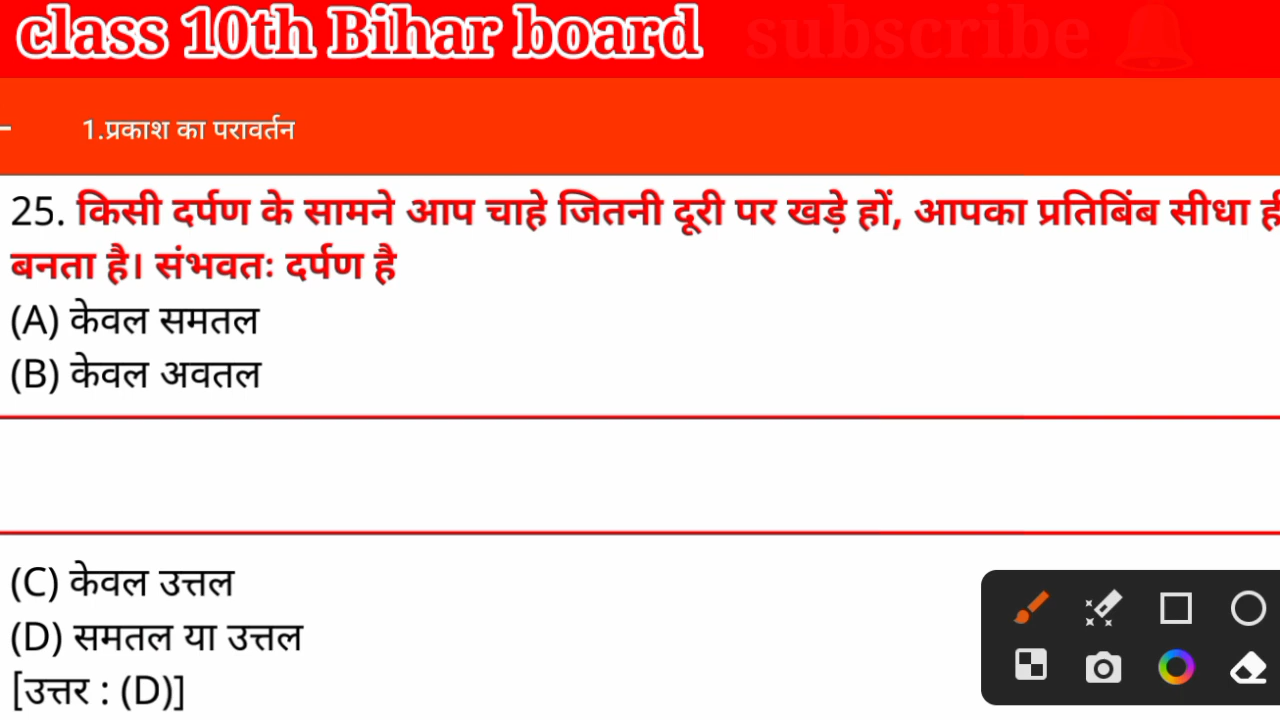 class 10th Bihar board subscribe
1.प्रकाश का परावर्तन
25. किसी दर्पण के सामने आप चाहे जितनी दूरी पर खड़े हों, आपका प्रतिबिंब सीधा ही
बनता है। संभवतः दर्पण है
(A) केवल समतल
(B) केवल अवतल
(C) केवल उत्तल
(D) समतल या उत्तल
[उत्तर : (D)]